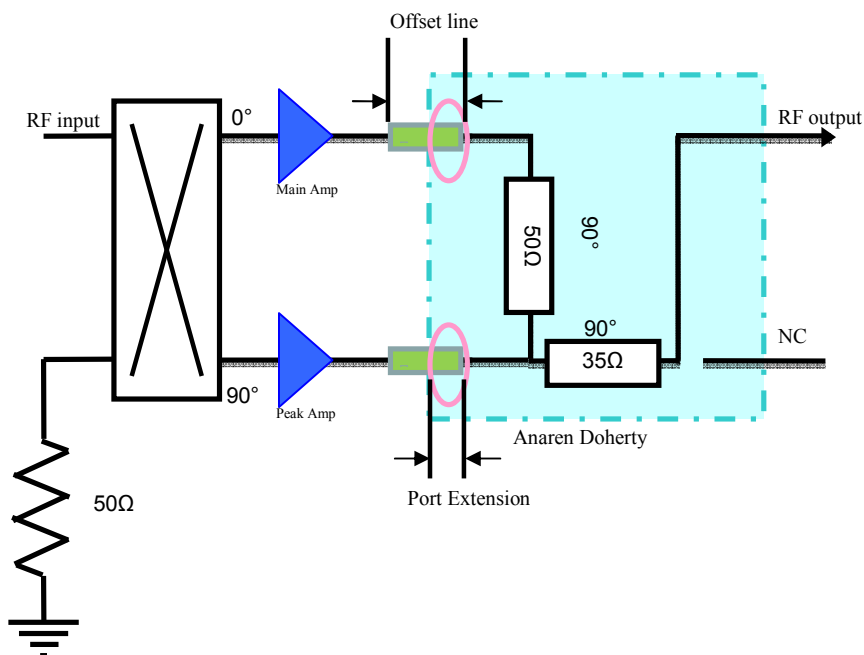 Offset line
RF input
0°
RF output
Main Amp
50Ω
90°
90°
35Ω
NC
90°
Peak Amp
Anaren Doherty
Port Extension
50Ω